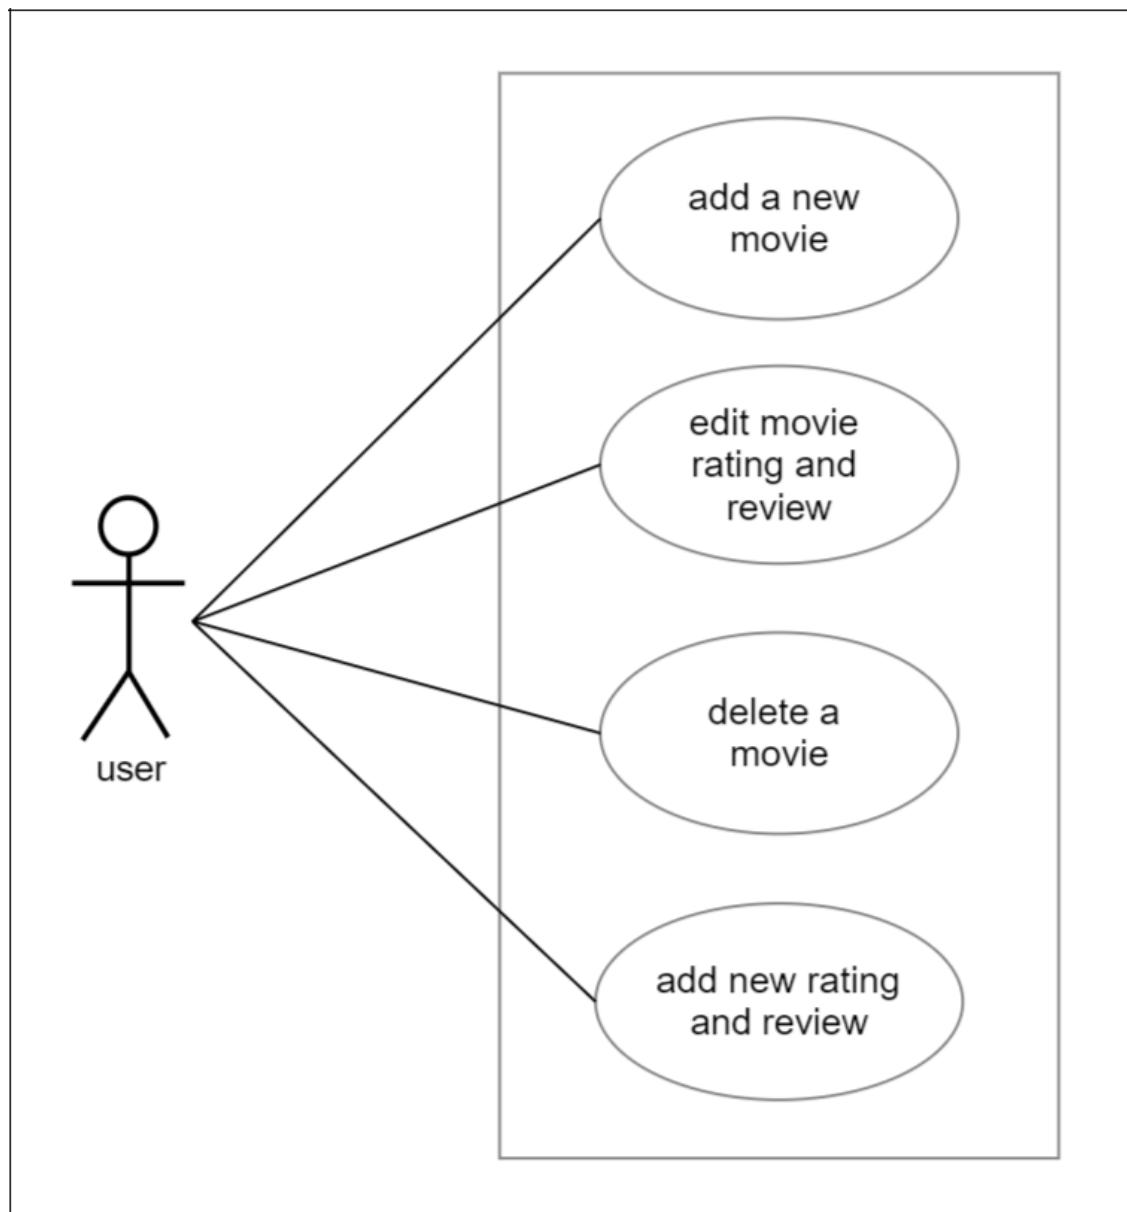 add a new
movie
edit movie
rating and
review
delete a
movie
user
add new rating
and review